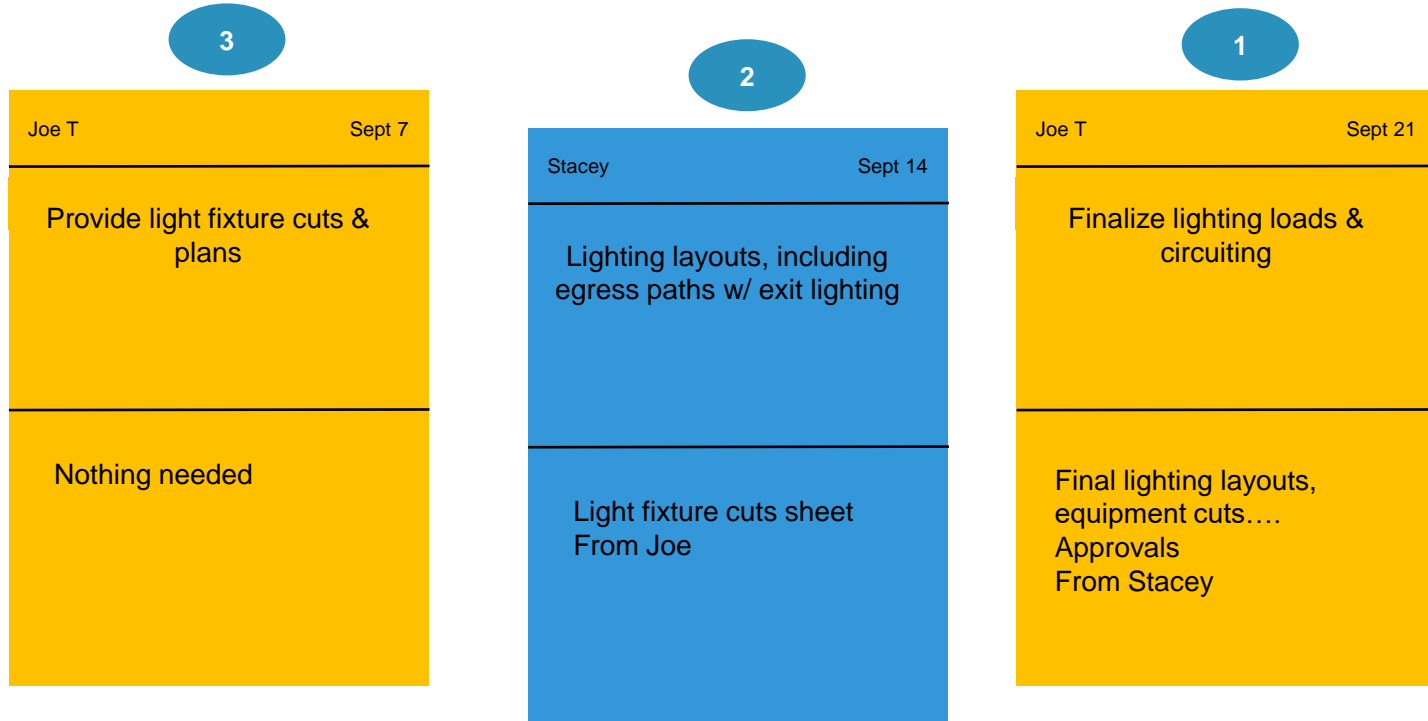 3
Joe T Sept 7
Provide light fixture cuts &
plans
Nothing needed
2
Stacey Sept 14
Lighting layouts, including
egress paths w/ exit lighting
Light fixture cuts sheet
From Joe
1
Joe T Sept 21
Finalize lighting loads &
circuiting
Final lighting layouts,
equipment cuts….
Approvals
From Stacey